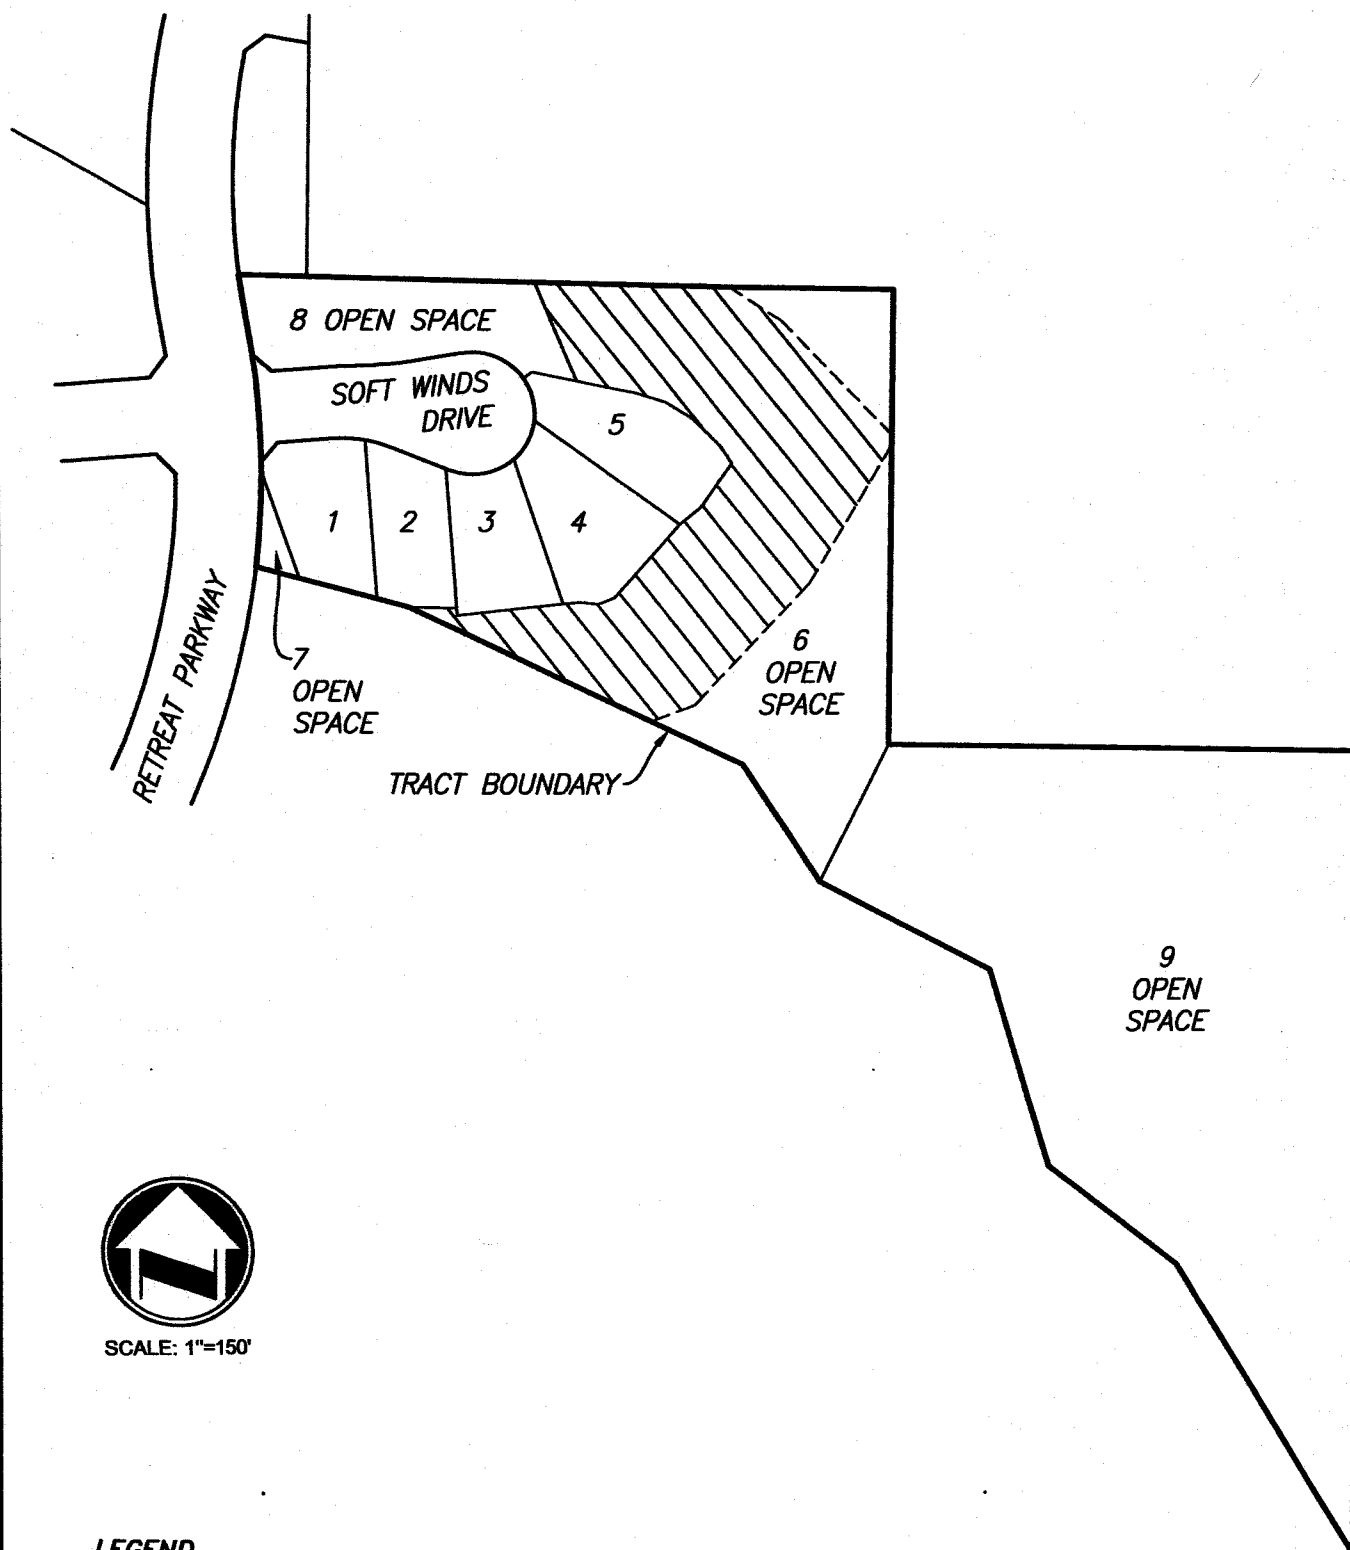 8 OPEN SPACE
SOFT WINDS
DRIVE
5
1
2
3
4
6
OPEN
SPACE
7
OPEN
SPACE
RETREAT PARKWAY
TRACT BOUNDARY
9
OPEN
SPACE
N
SCALE: 1"=150'
LEGEND